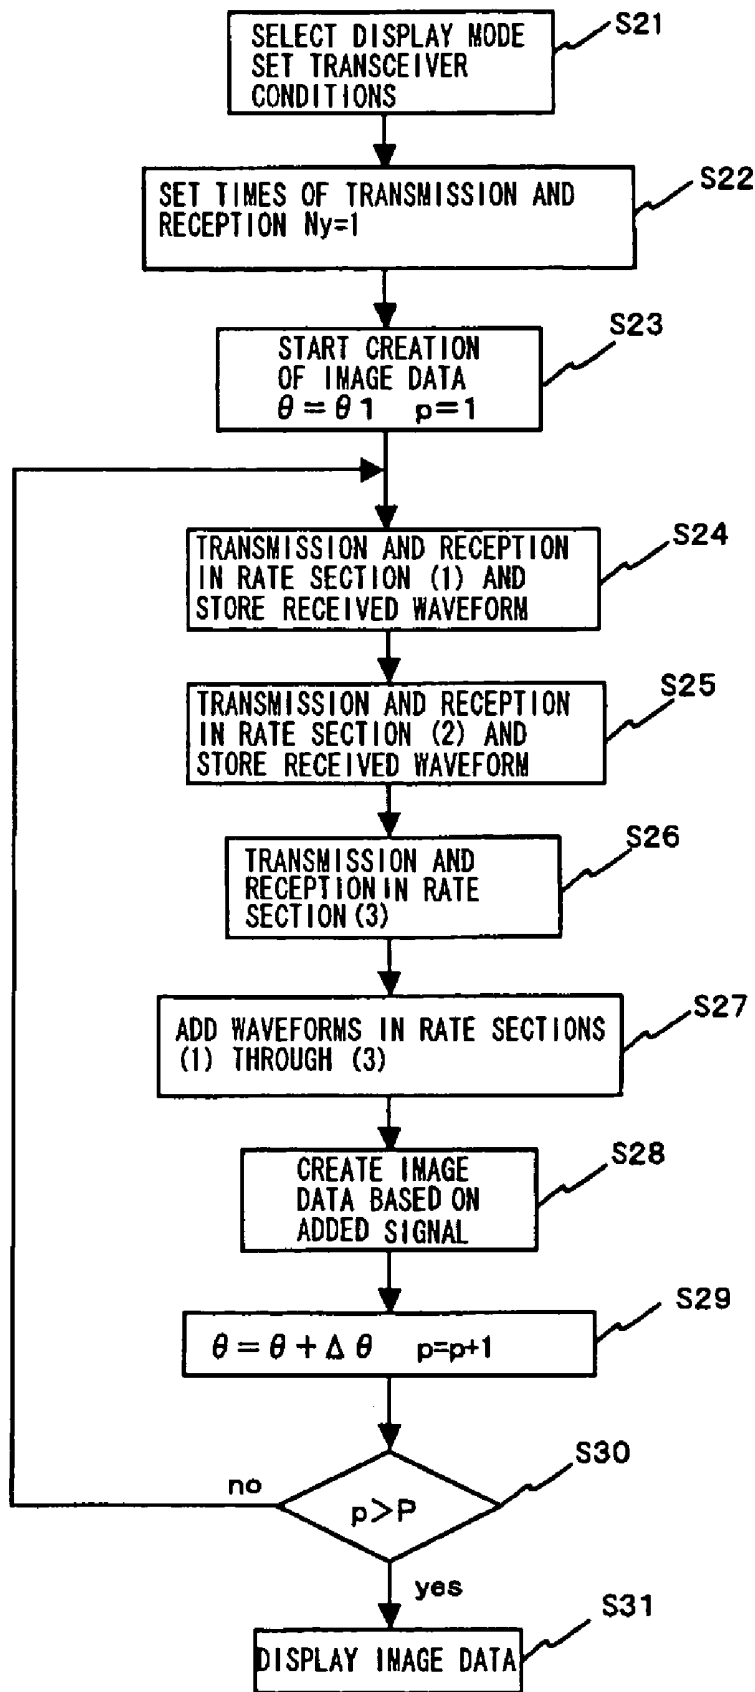 SELECT DISPLAY MODE
SET TRANSCEIVER
CONDITIONS
S21
SET TIMES OF TRANSMISSION AND
RECEPTION Ny=1
S22
START CREATION
OF IMAGE DATA
θ=θ1 p=1
S23
TRANSMISSION AND RECEPTION
IN RATE SECTION (1) AND
STORE RECEIVED WAVEFORM
S24
TRANSMISSION AND RECEPTION
IN RATE SECTION (2) AND
STORE RECEIVED WAVEFORM
S25
TRANSMISSION AND
RECEPTION IN RATE
SECTION (3)
S26
ADD WAVEFORMS IN RATE SECTIONS
(1) THROUGH (3)
S27
CREATE IMAGE
DATA BASED ON
ADDED SIGNAL
S28
θ=θ+Δθ p=p+1
S29
p>P
S30
no
yes
DISPLAY IMAGE DATA
S31